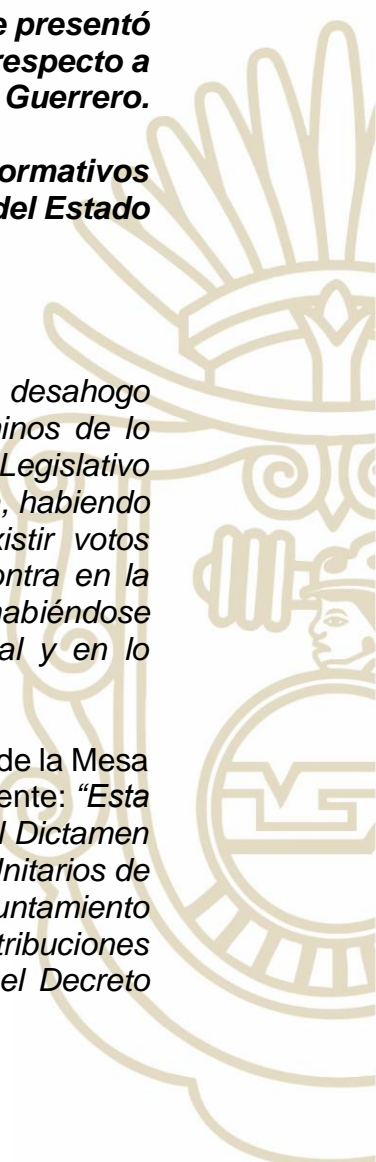 e presentó
respecto a
Guerrero.
ormativos
del Estado
desahogo
inos de lo
Legislativo
, habiendo
xistir votos
ontra en la
habiéndose
al y en lo
de la Mesa
ente: "Esta
l Dictamen
Unitarios de
untamiento
tribuciones
el Decreto